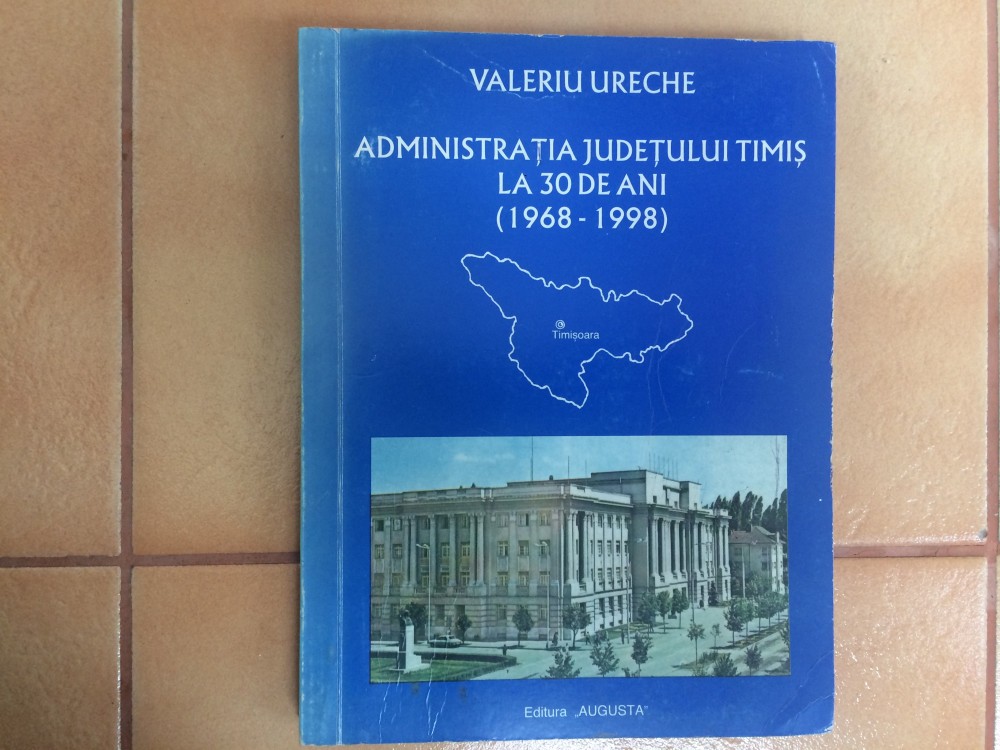 VALERIU URECHE
ADMINISTRAȚIA JUDEȚULUI TIMIȘ
LA 30 DE ANI
(1968 - 1998)
Timișoara
Editura „AUGUSTA"